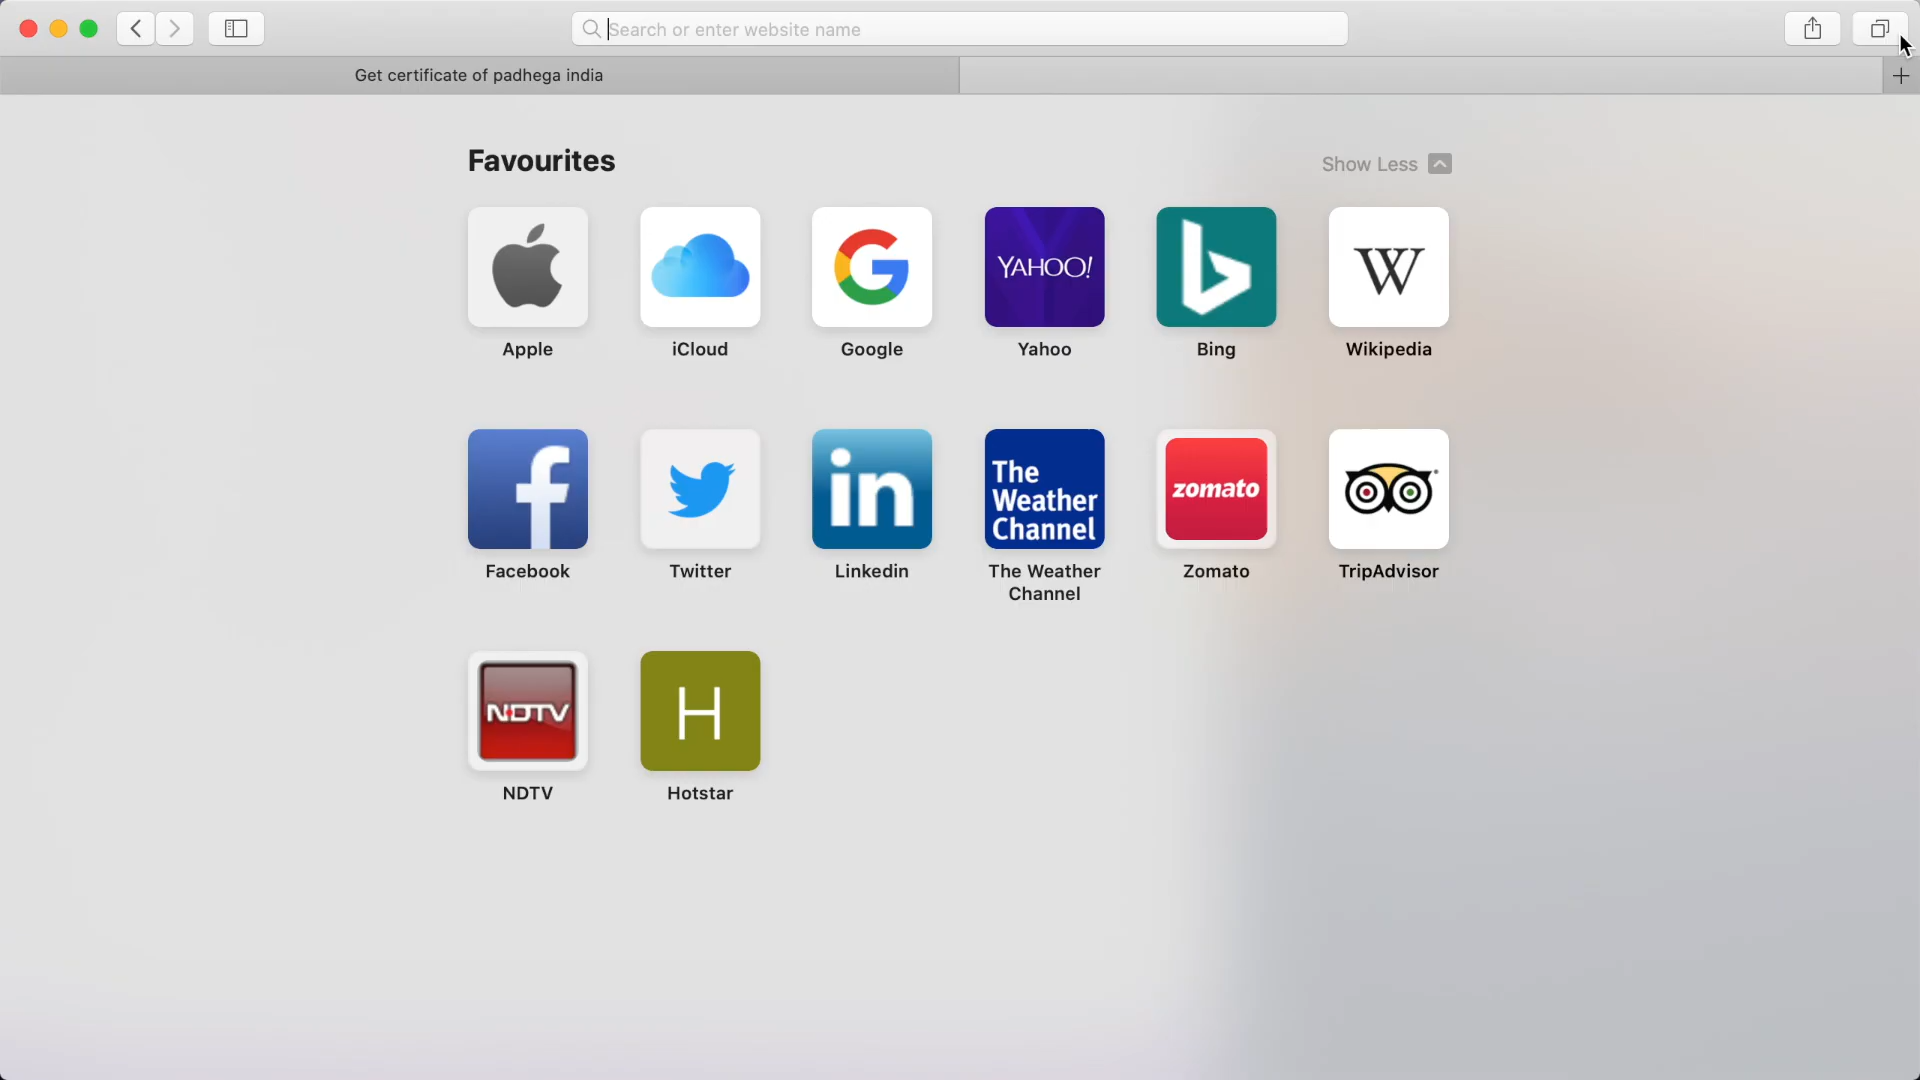 Search or enter website name
Get certificate of padhega india
Favourites
Show Less
YAHOO!
W
Apple
iCloud
Google
Yahoo
Bing
Wikipedia
f
in
The
Weather
Channel
zomato
Facebook
Twitter
Linkedin
The Weather
Channel
Zomato
TripAdvisor
NDTV
H
NDTV
Hotstar